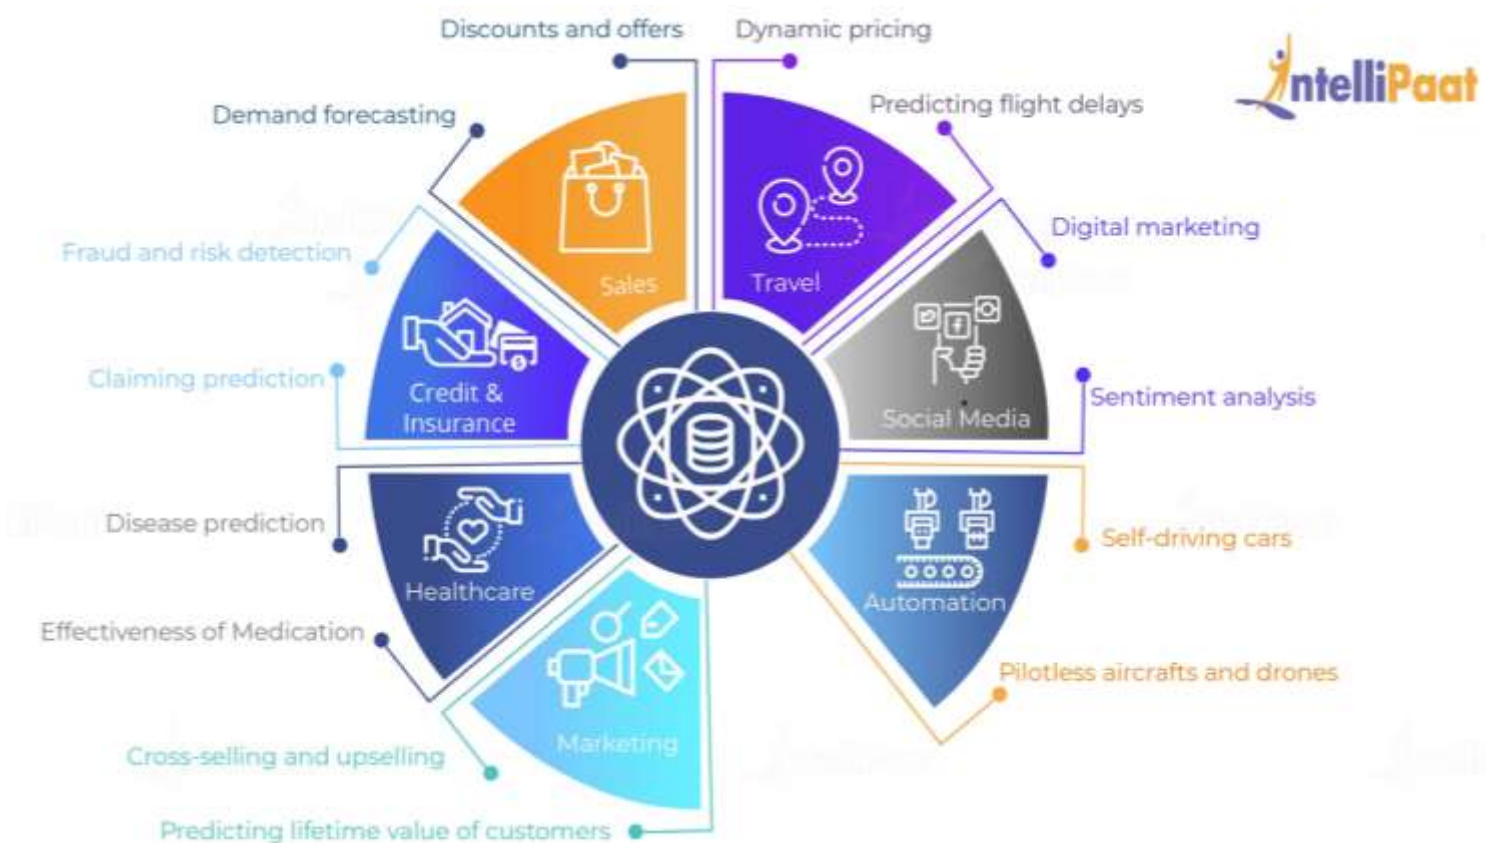 Discounts and offers
Dynamic pricing
IntelliPaat
Demand forecasting
Predicting flight delays
Fraud and risk detection
Digital marketing
Sales
Travel
Claiming prediction
Credit &
Insurance
Social Media
Sentiment analysis
Disease prediction
Self-driving cars
Healthcare
Automation
Effectiveness of Medication
Pilotless aircrafts and drones
Marketing
Cross-selling and upselling
Predicting lifetime value of customers